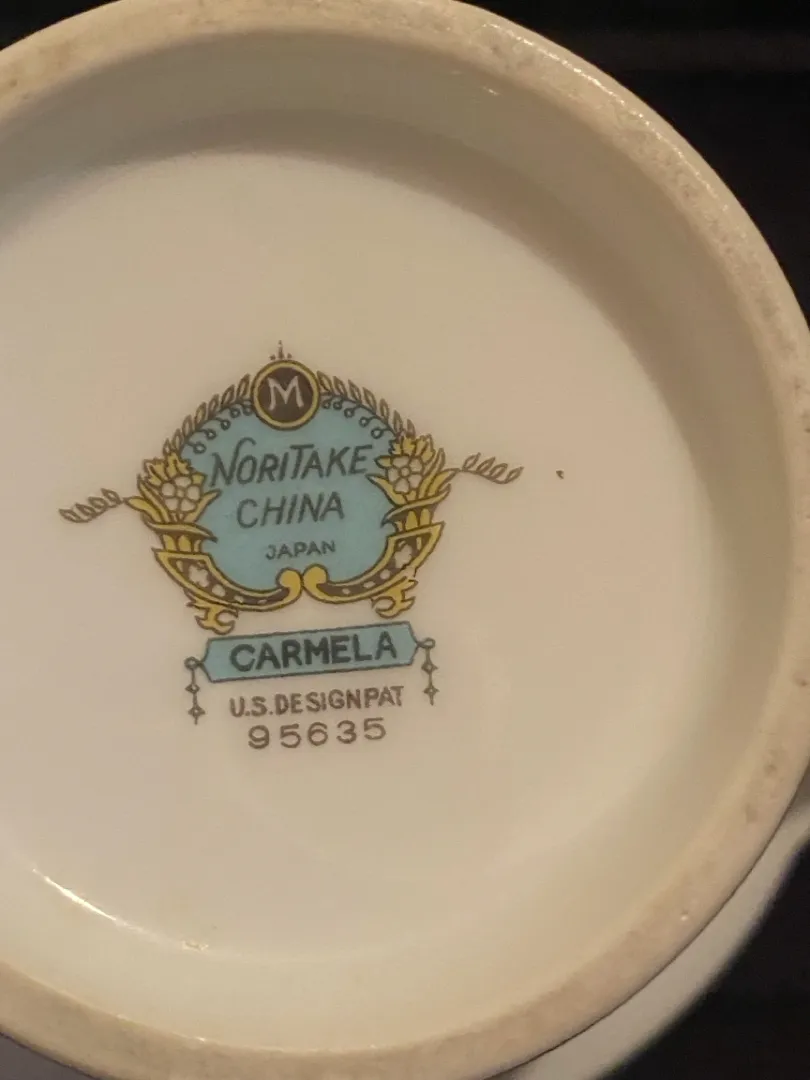 M
NORITAKE
CHINA
JAPAN
CARMELA
U.S.DESIGNPAT
95635